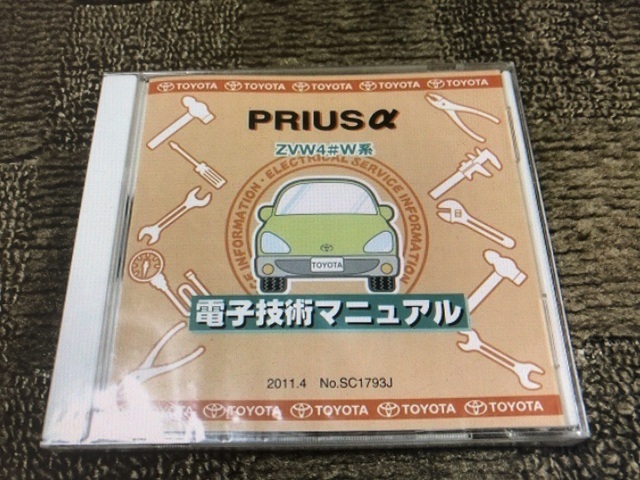 TOYOTA TOYOTA TOYOTA TOYOTA TOYOTA
PRIUSα
ZVW4#W系
INFORMATION・ELECTRICAL SERVICE INFORMATION
TOYOTA
電子技術マニュアル
2011.4 No.SC1793J
TOYOTA TOYOTA TOYOTA TOYOTA